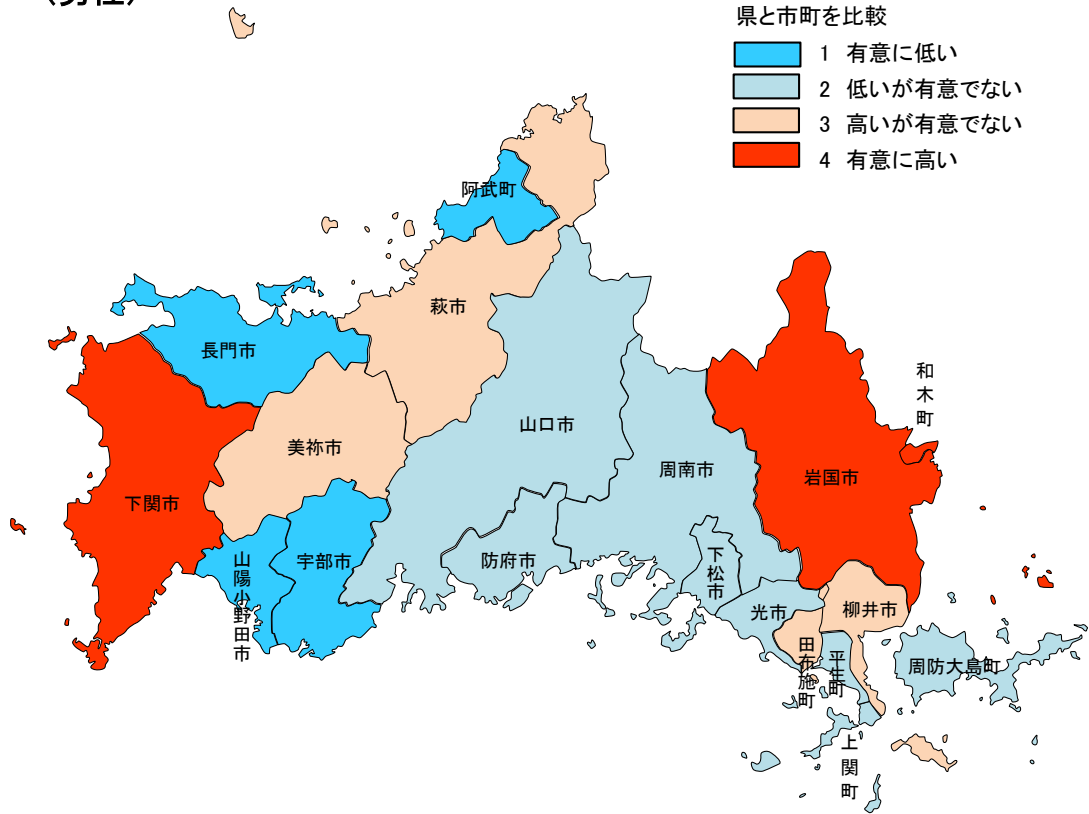 県と市町を比較
1 有意に低い
2 低いが有意でない
3 高いが有意でない
4 有意に高い
阿武町
萩市
長門市
和木町
山口市
美祢市
周南市
岩国市
下関市
宇部市
防府市
下松市
山陽小野田市
光市
柳井市
田布施町
平生町
周防大島町
上関町